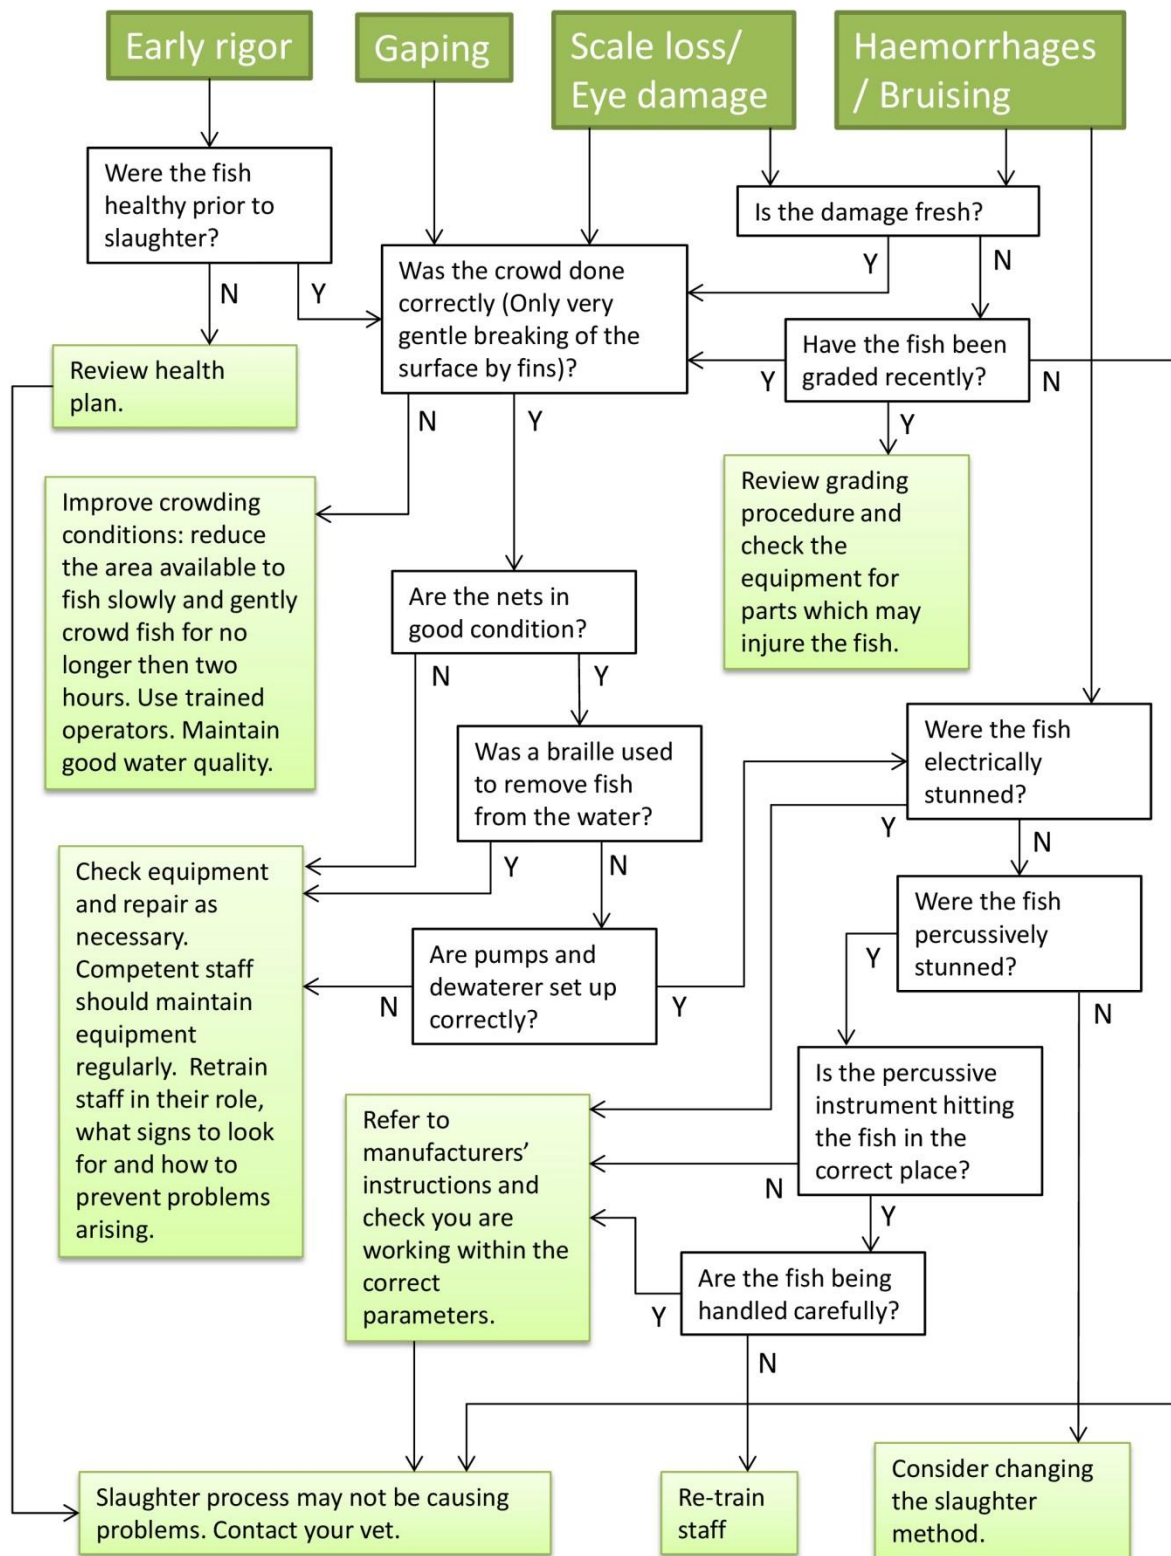 Early rigor
Gaping
Scale loss/
Eye damage
Haemorrhages
/ Bruising
Were the fish
healthy prior to
slaughter?
Is the damage fresh?
N
Y
Y
N
Was the crowd done
correctly (Only very
gentle breaking of the
surface by fins)?
Have the fish been
graded recently?
Y
N
Y
Review health
plan.
N
Y
Improve crowding
conditions: reduce
the area available to
fish slowly and gently
crowd fish for no
longer then two
hours. Use trained
operators. Maintain
good water quality.
Review grading
procedure and
check the
equipment for
parts which may
injure the fish.
Are the nets in
good condition?
N
Y
Was a braille used
to remove fish
from the water?
Y
N
Were the fish
electrically
stunned?
Y
N
Check equipment
and repair as
necessary.
Competent staff
should maintain
equipment
regularly.  Retrain
staff in their role,
what signs to look
for and how to
prevent problems
arising.
Are pumps and
dewaterer set up
correctly?
N
Y
Were the fish
percussively
stunned?
Y
N
Is the percussive
instrument hitting
the fish in the
correct place?
N
Y
Refer to
manufacturers’
instructions and
check you are
working within the
correct
parameters.
Are the fish being
handled carefully?
Y
N
Slaughter process may not be causing
problems. Contact your vet.
Re-train
staff
Consider changing
the slaughter
method.